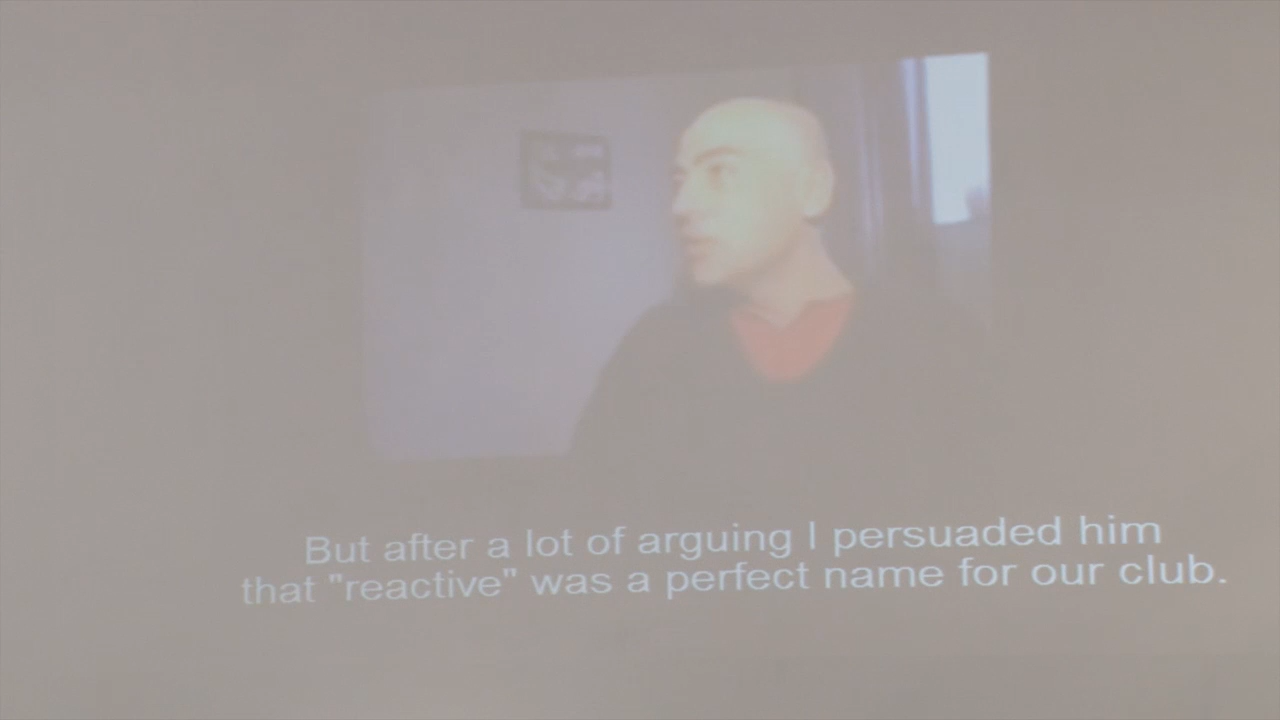 But after a lot of arguing I persuaded him
that "reactive" was a perfect name for our club.